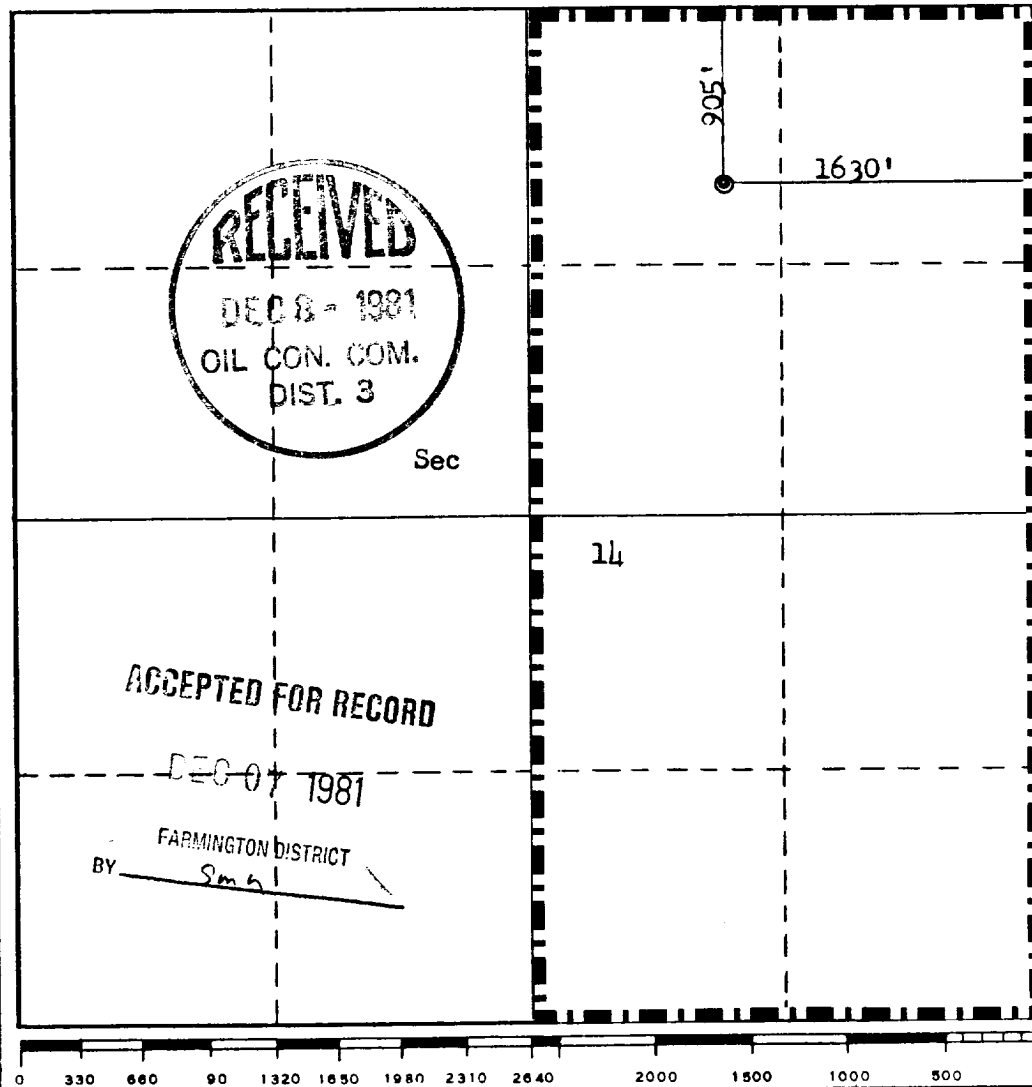 905'
1630'
RECEIVED
DEC 8 - 1981
OIL CON. COM.
DIST. 3
Sec
14
ACCEPTED FOR RECORD
DEC 07 1981
FARMINGTON DISTRICT
BY
0 330 660 90 1320 1650 1980 2310 2640 2000 1500 1000 500